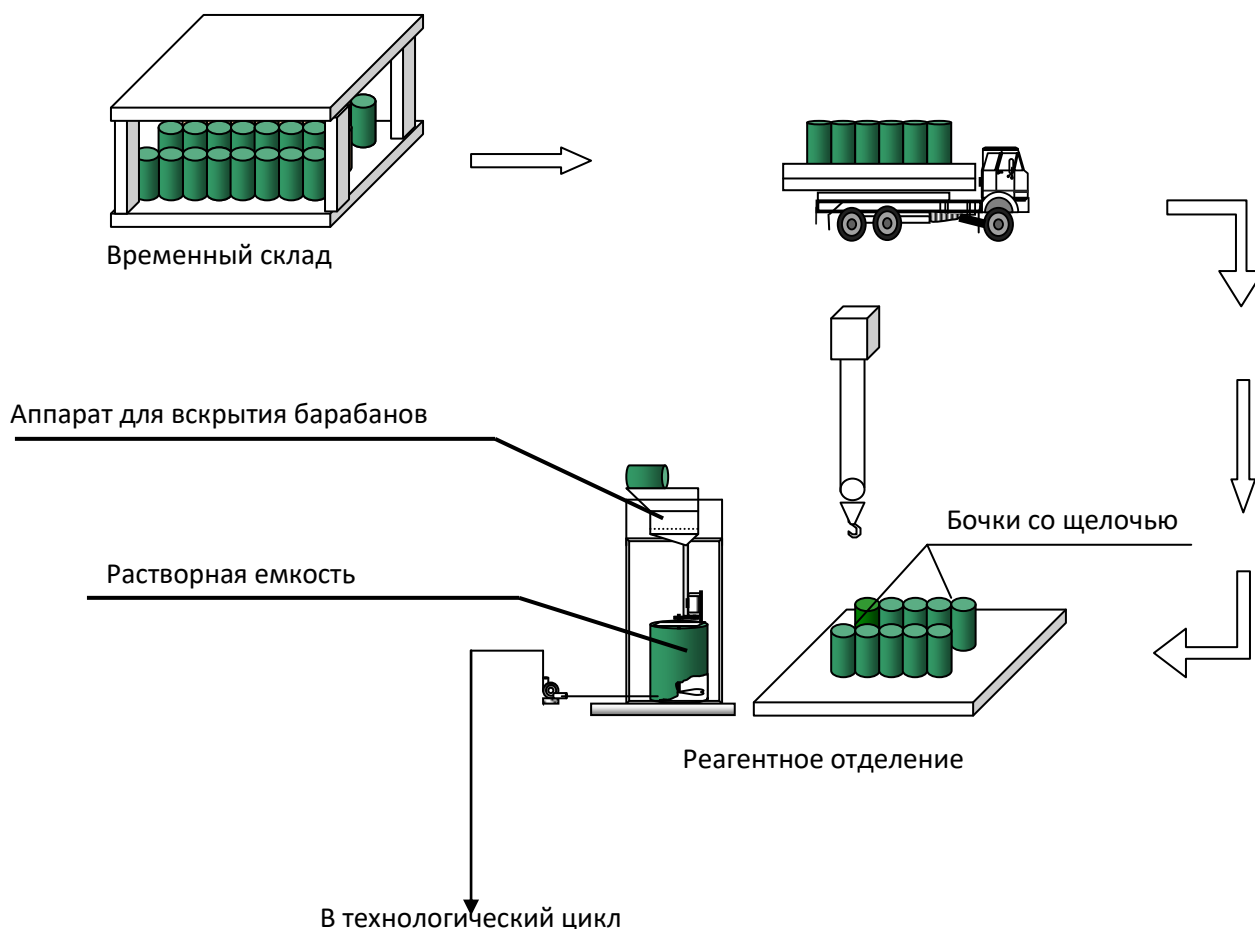 Временный склад
Аппарат для вскрытия барабанов
Бочки со щелочью
Растворная емкость
Реагентное отделение
В технологический цикл